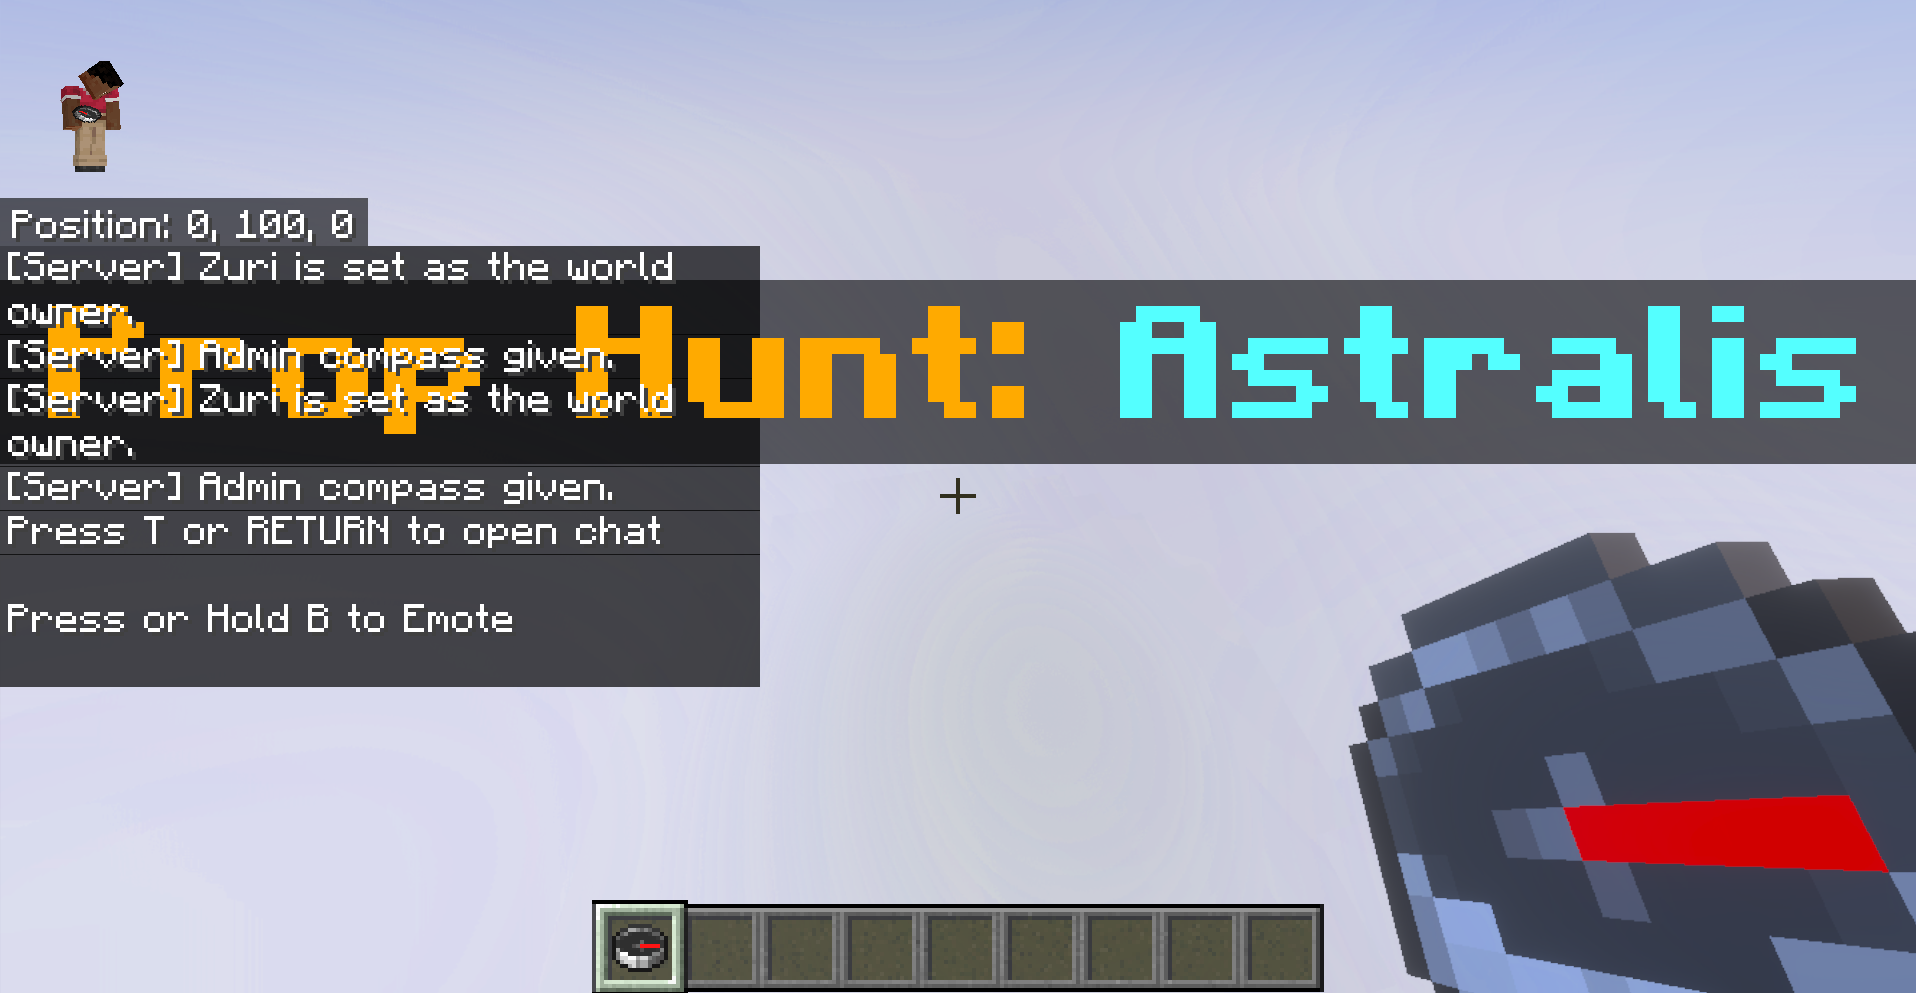 Position: 0, 100, 0
[Server] Zuri is set as the world
owner.
[Server] Admin compass given.
[Server] Zuri is set as the world
owner.
[Server] Admin compass given.
Press T or RETURN to open chat
Press or Hold B to Emote
Prop Hunt: Astralis